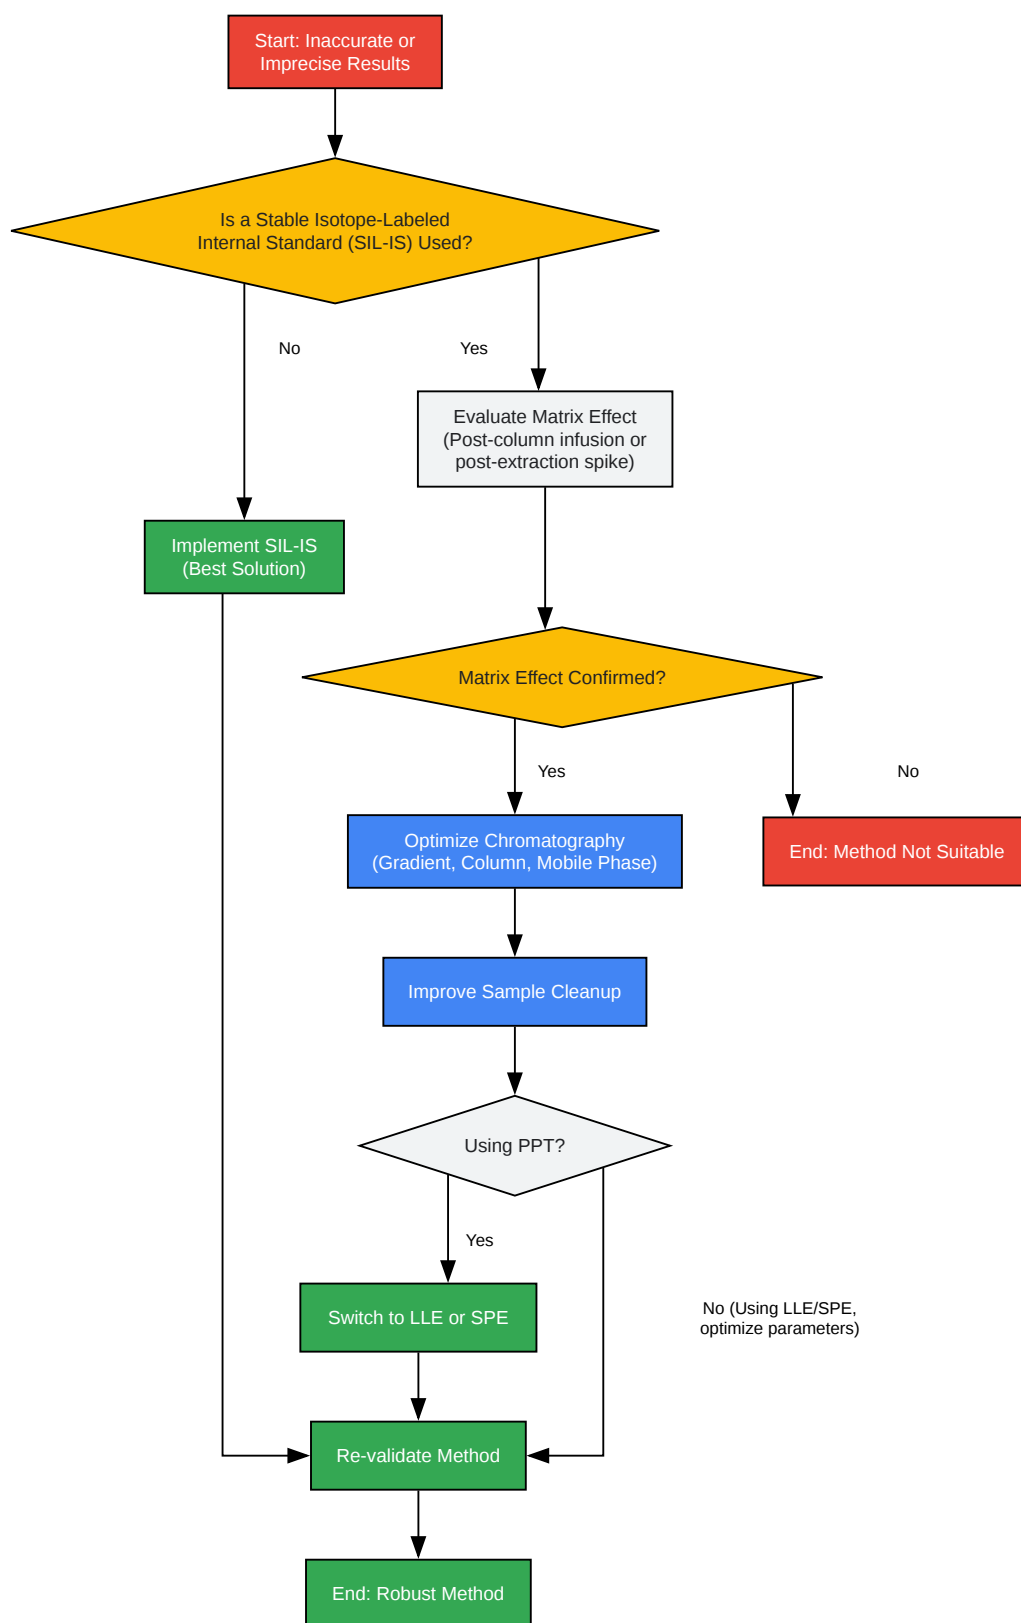 Start: Inaccurate or
Imprecise Results
Is a Stable Isotope-Labeled
Internal Standard (SIL-IS) Used?
No
Yes
Evaluate Matrix Effect
(Post-column infusion or
post-extraction spike)
Implement SIL-IS
(Best Solution)
Matrix Effect Confirmed?
Yes
No
Optimize Chromatography
(Gradient, Column, Mobile Phase)
End: Method Not Suitable
Improve Sample Cleanup
Using PPT?
Yes
No (Using LLE/SPE,
optimize parameters)
Switch to LLE or SPE
Re-validate Method
End: Robust Method